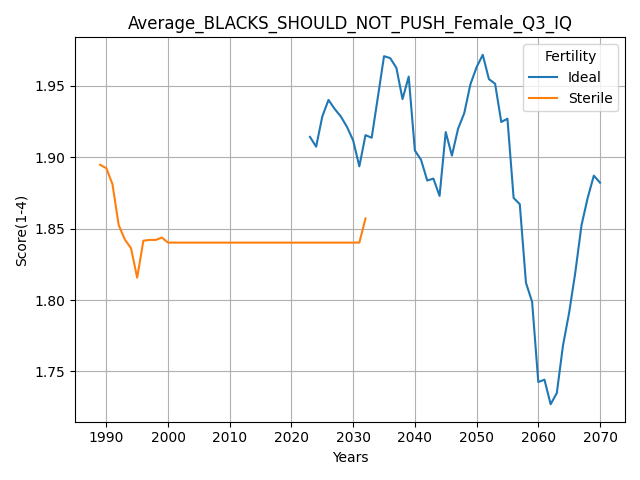 Average_BLACKS_SHOULD_NOT_PUSH_Female_Q3_IQ
Fertility
Ideal
Sterile
Score(1-4)
1.95
1.90
1.85
1.80
1.75
1990 2000 2010 2020 2030 2040 2050 2060 2070
Years